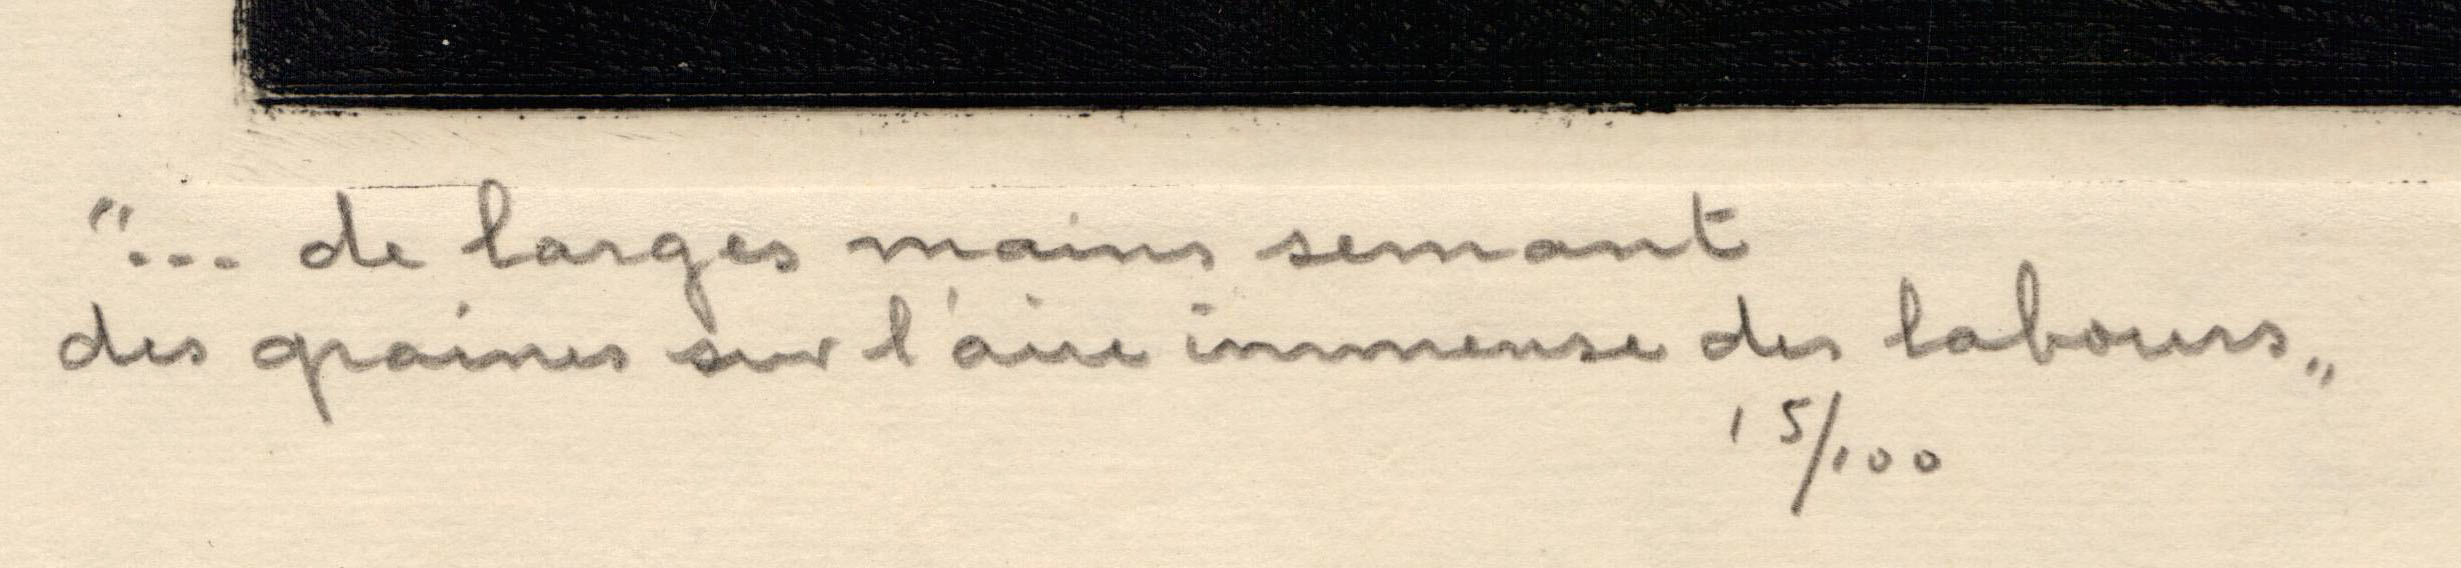 "... de larges mains semant
des graines sur l'aire immense des labours"
15/100